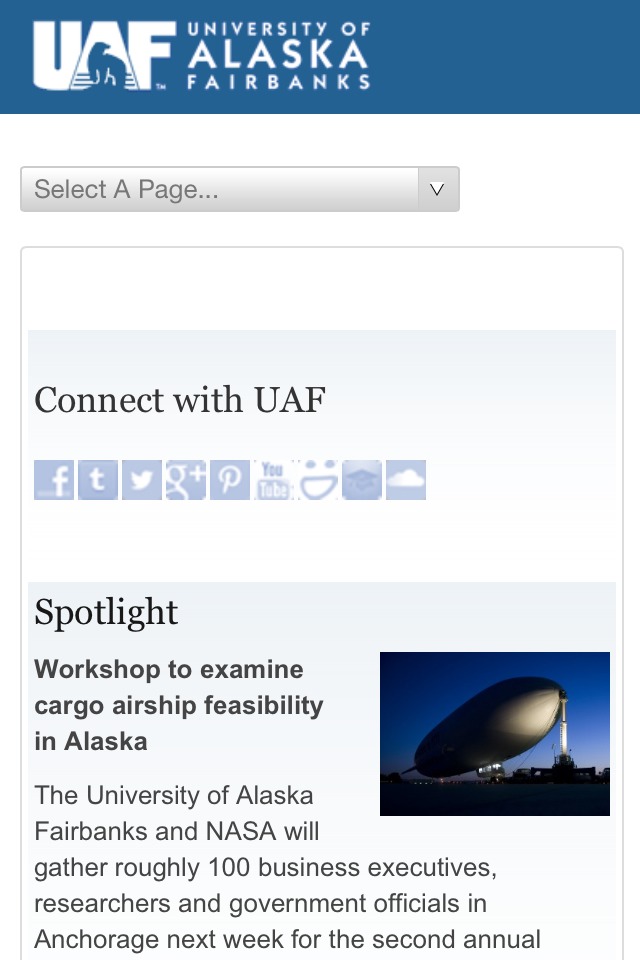 UAF
UNIVERSITY OF
ALASKA
FAIRBANKS
TM
Select A Page...
Connect with UAF
f t g+ You Tube
Spotlight
Workshop to examine
cargo airship feasibility
in Alaska
The University of Alaska
Fairbanks and NASA will
gather roughly 100 business executives,
researchers and government officials in
Anchorage next week for the second annual